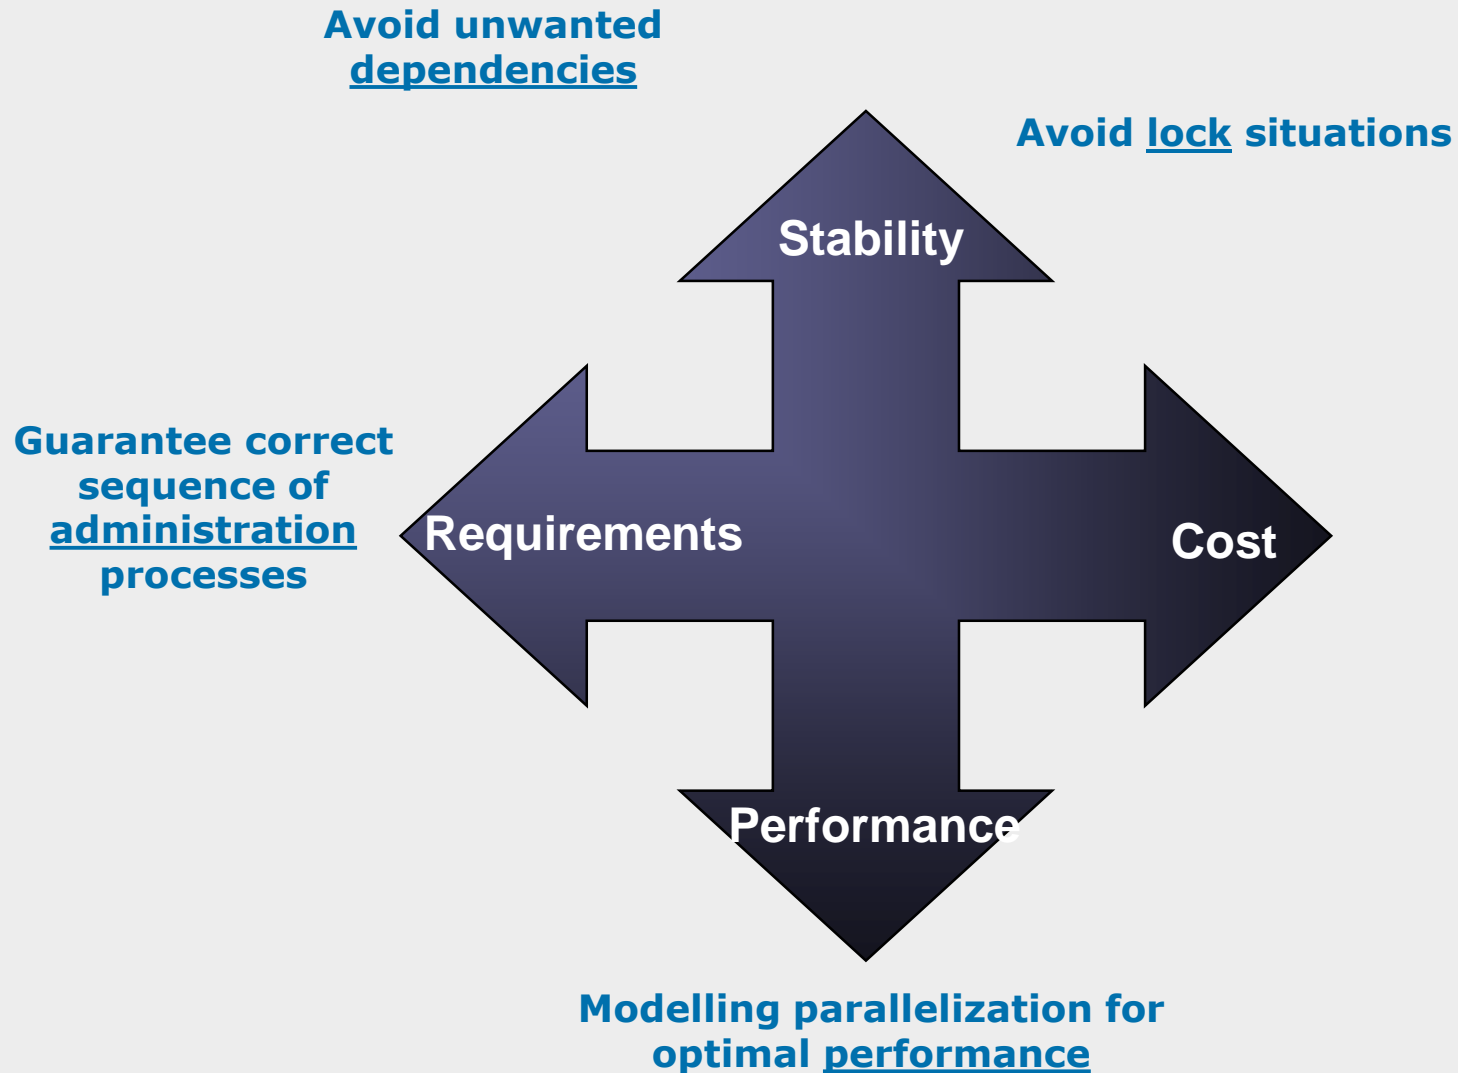 Avoid unwanted
dependencies
Avoid lock situations
Stability
Guarantee correct
sequence of
administration
processes
Requirements
Cost
Performance
Modelling parallelization for
optimal performance